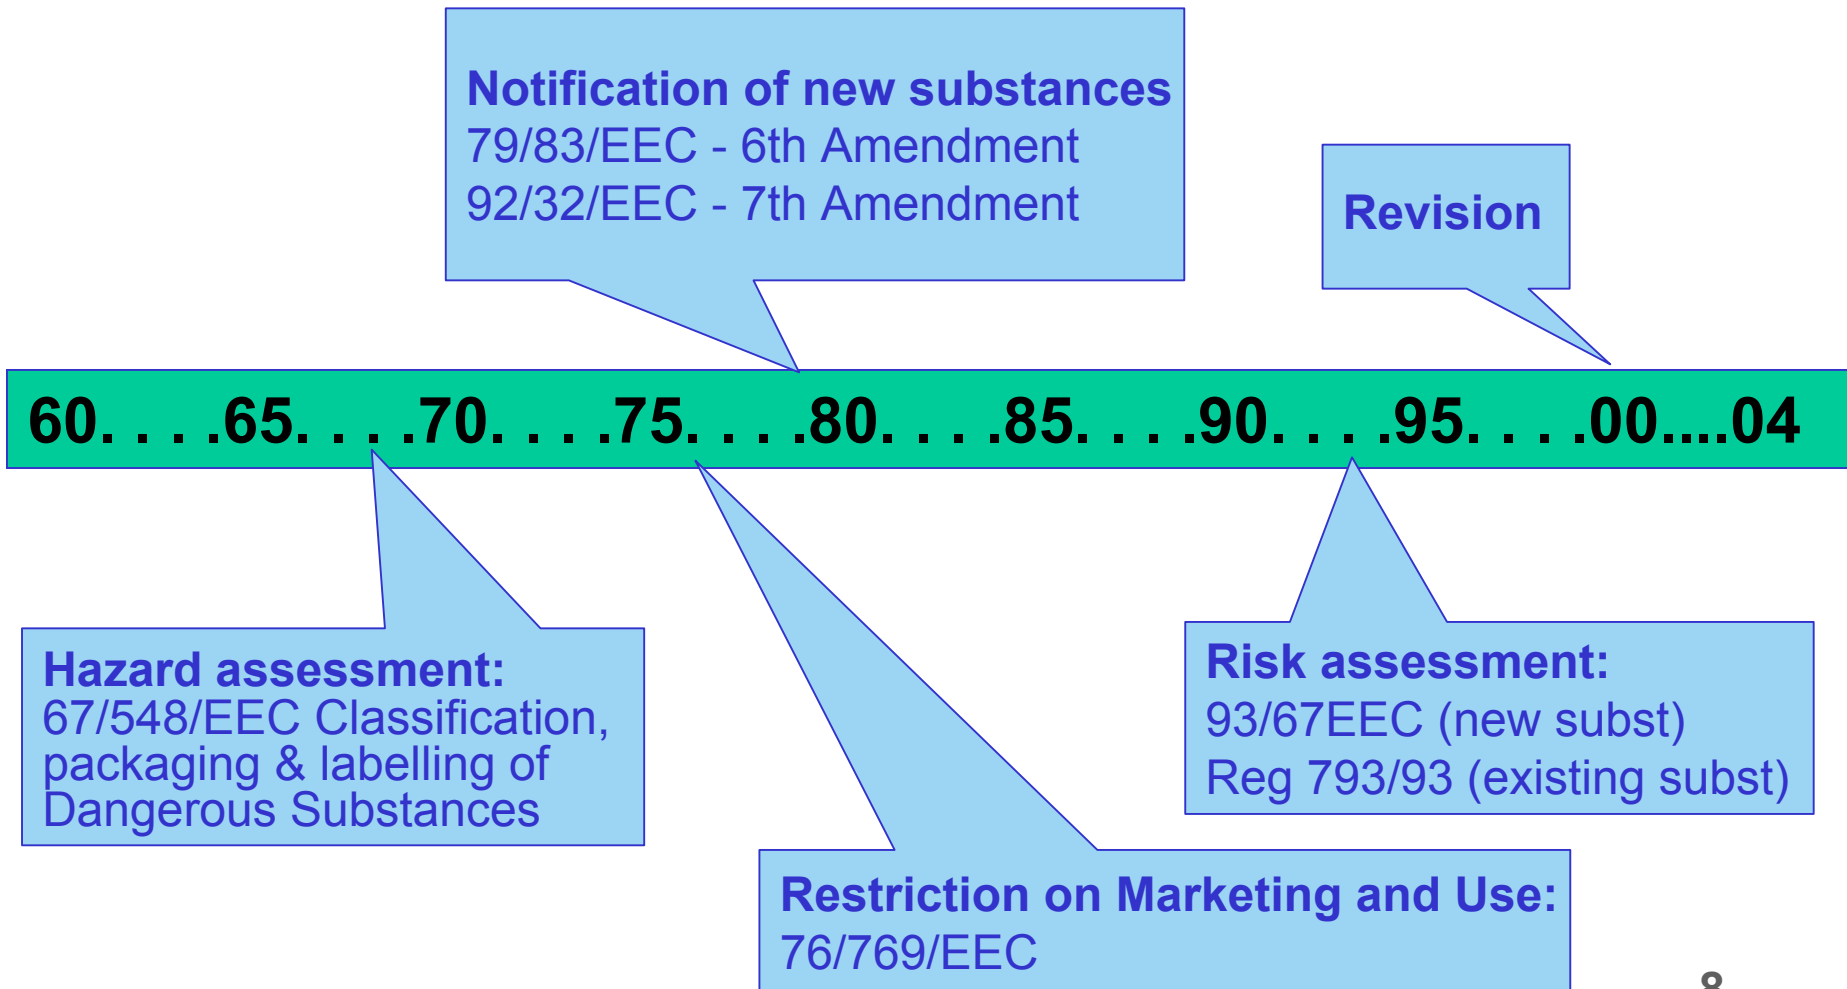 Notification of new substances
79/83/EEC - 6th Amendment
92/32/EEC - 7th Amendment
Revision
60. . . .65. . . .70. . . .75. . . .80. . . .85. . . .90. . . .95. . . .00....04
Hazard assessment:
67/548/EEC Classification,
packaging & labelling of
Dangerous Substances
Risk assessment:
93/67EEC (new subst)
Reg 793/93 (existing subst)
Restriction on Marketing and Use:
76/769/EEC
8